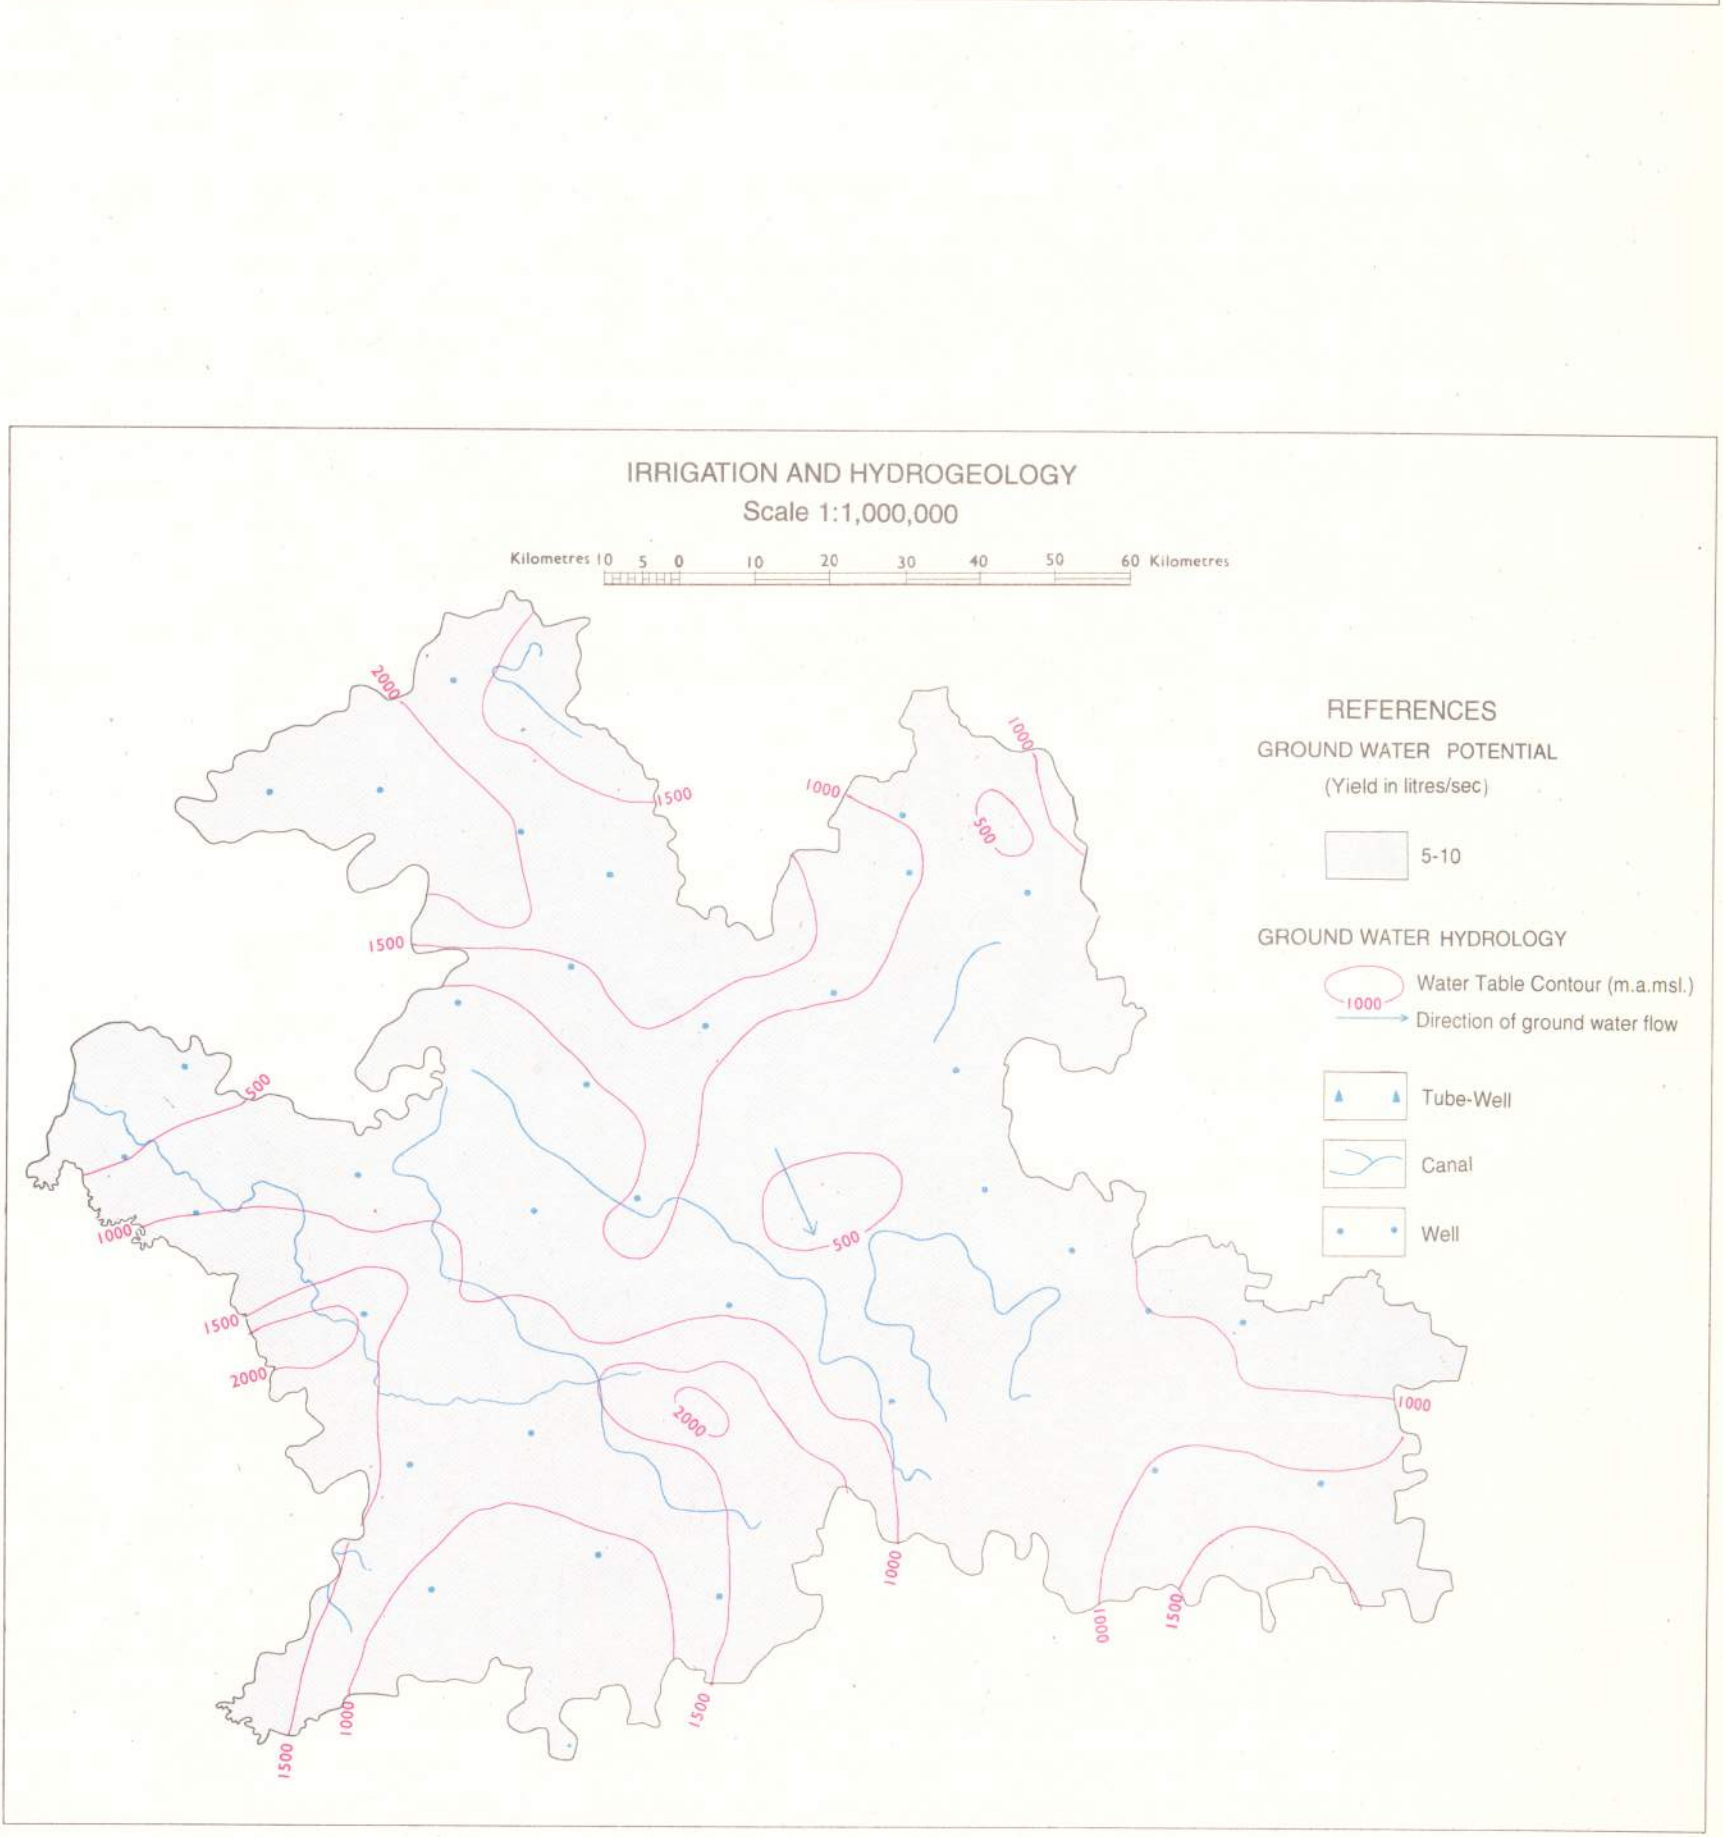 IRRIGATION AND HYDROGEOLOGY
Scale 1:1,000,000
Kilometres 10 5 0 10 20 30 40 50 60 Kilometres
REFERENCES
GROUND WATER POTENTIAL
(Yield in litres/sec)
5-10
GROUND WATER HYDROLOGY
Water Table Contour (m.a.msl.)
1000
Direction of ground water flow
Tube-Well
Canal
Well
2000
1500
1000
1000
500
1500
500
1000
500
1500
2000
2000
1000
1000
1000
1500
1500
1000
1500